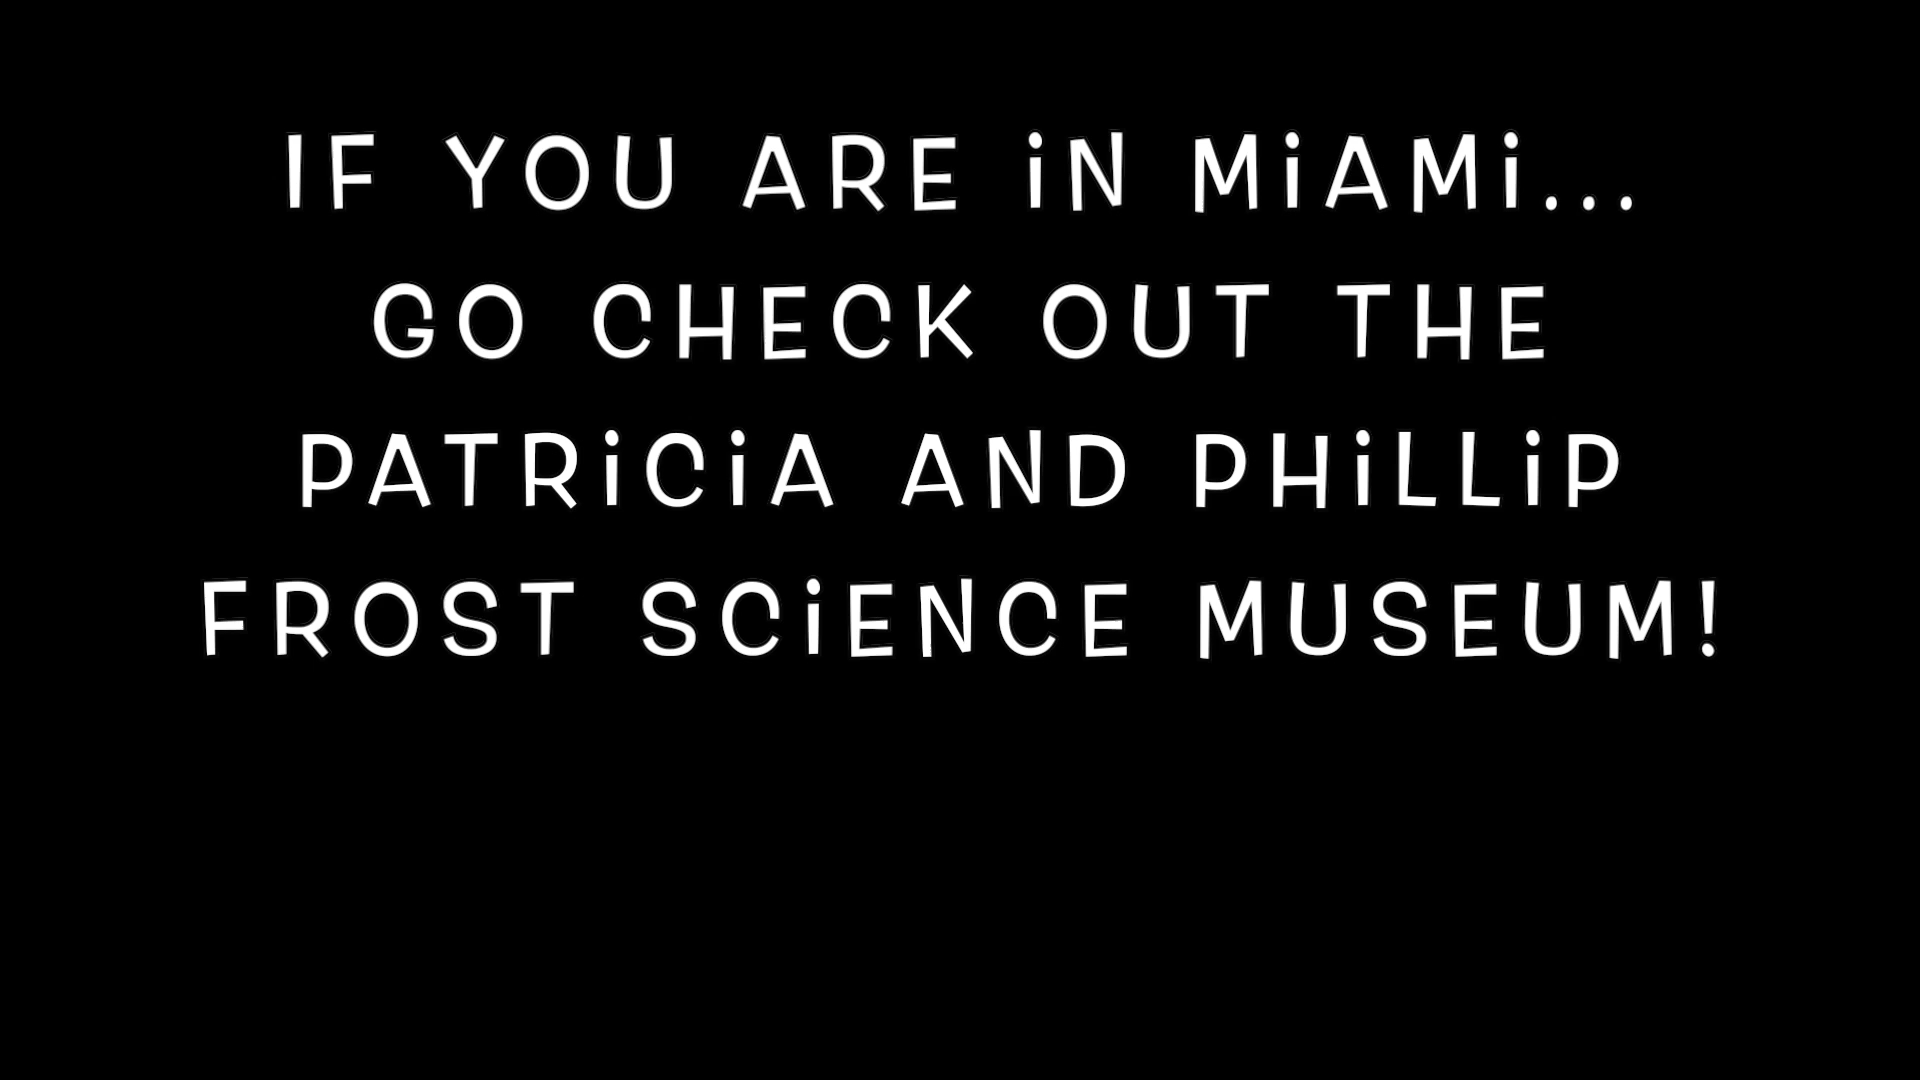 IF YOU ARE iN MiAMi...
GO CHECK OUT THE
PATRiCiA AND PHiLLiP
FROST SCiENCE MUSEUM!